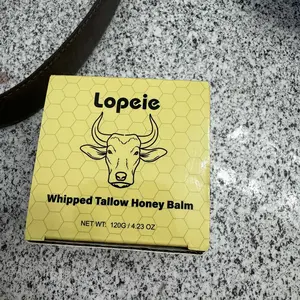 Lopeie
Whipped Tallow Honey Balm
NET WT: 120G / 4.23 OZ